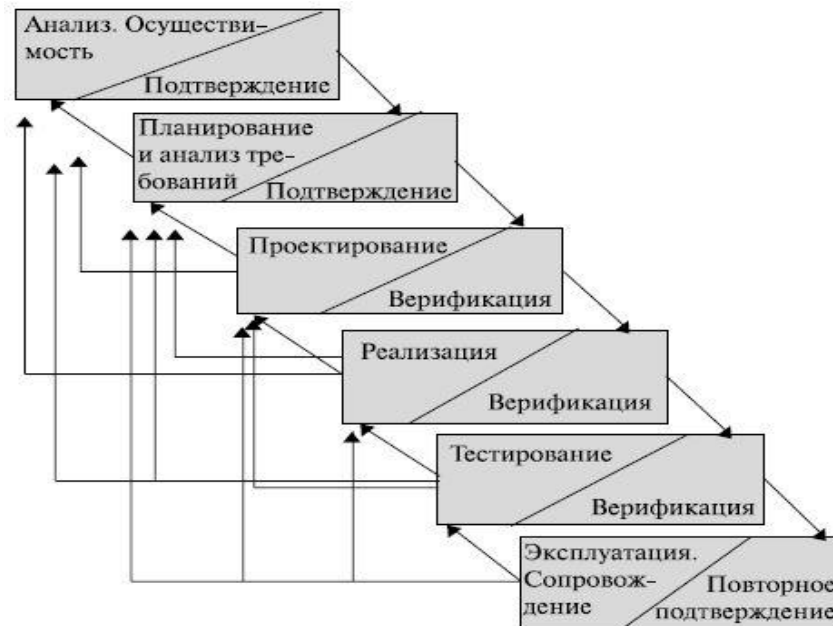 Анализ. Осуществи-
мость
Подтверждение
Планирование
и анализ тре-
бований
Подтверждение
Проектирование
Верификация
Реализация
Верификация
Тестирование
Верификация
Эксплуатация.
Сопровож-
дение
Повторное
подтверждение